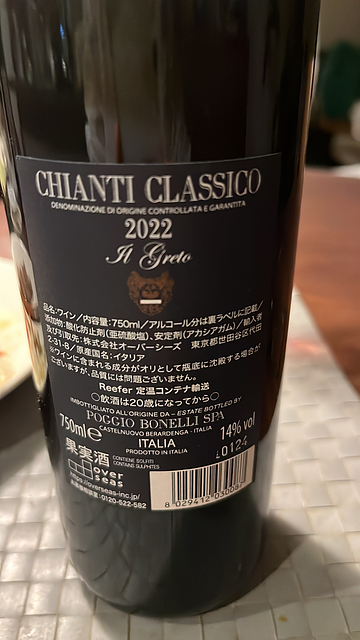 CHIANTI CLASSICO
DENOMINAZIONE DI ORIGINE CONTROLLATA E GARANTITA
2022
Il Greto
品名:ワイン/内容量:750ml/アルコール分は裏ラベルに記載/
添加物:酸化防止剤(亜硫酸塩)、安定剤(アカシアガム)/輸入者
及び引取先:株式会社オーバーシーズ 東京都世田谷区代田
2-31-8/原産国名:イタリア
※ワインに含まれる成分がオリとして瓶底に沈殿する場合が
ございますが、品質には問題ございません。
Reefer 定温コンテナ輸送
○飲酒は20歳になってから○
IMBOTTIGLIATO ALL'ORIGINE DA - ESTATE BOTTLED BY
POGGIO BONELLI SPA
CASTELNUOVO BERARDENGA - ITALIA
750ml e
ITALIA
14% vol
PRODOTTO IN ITALIA
L0124
果実酒
CONTIENE SOLFITI
CONTAINS SULPHITES
over
seas
https://overseas-inc.jp/
:0120-522-582
8 029412 03000